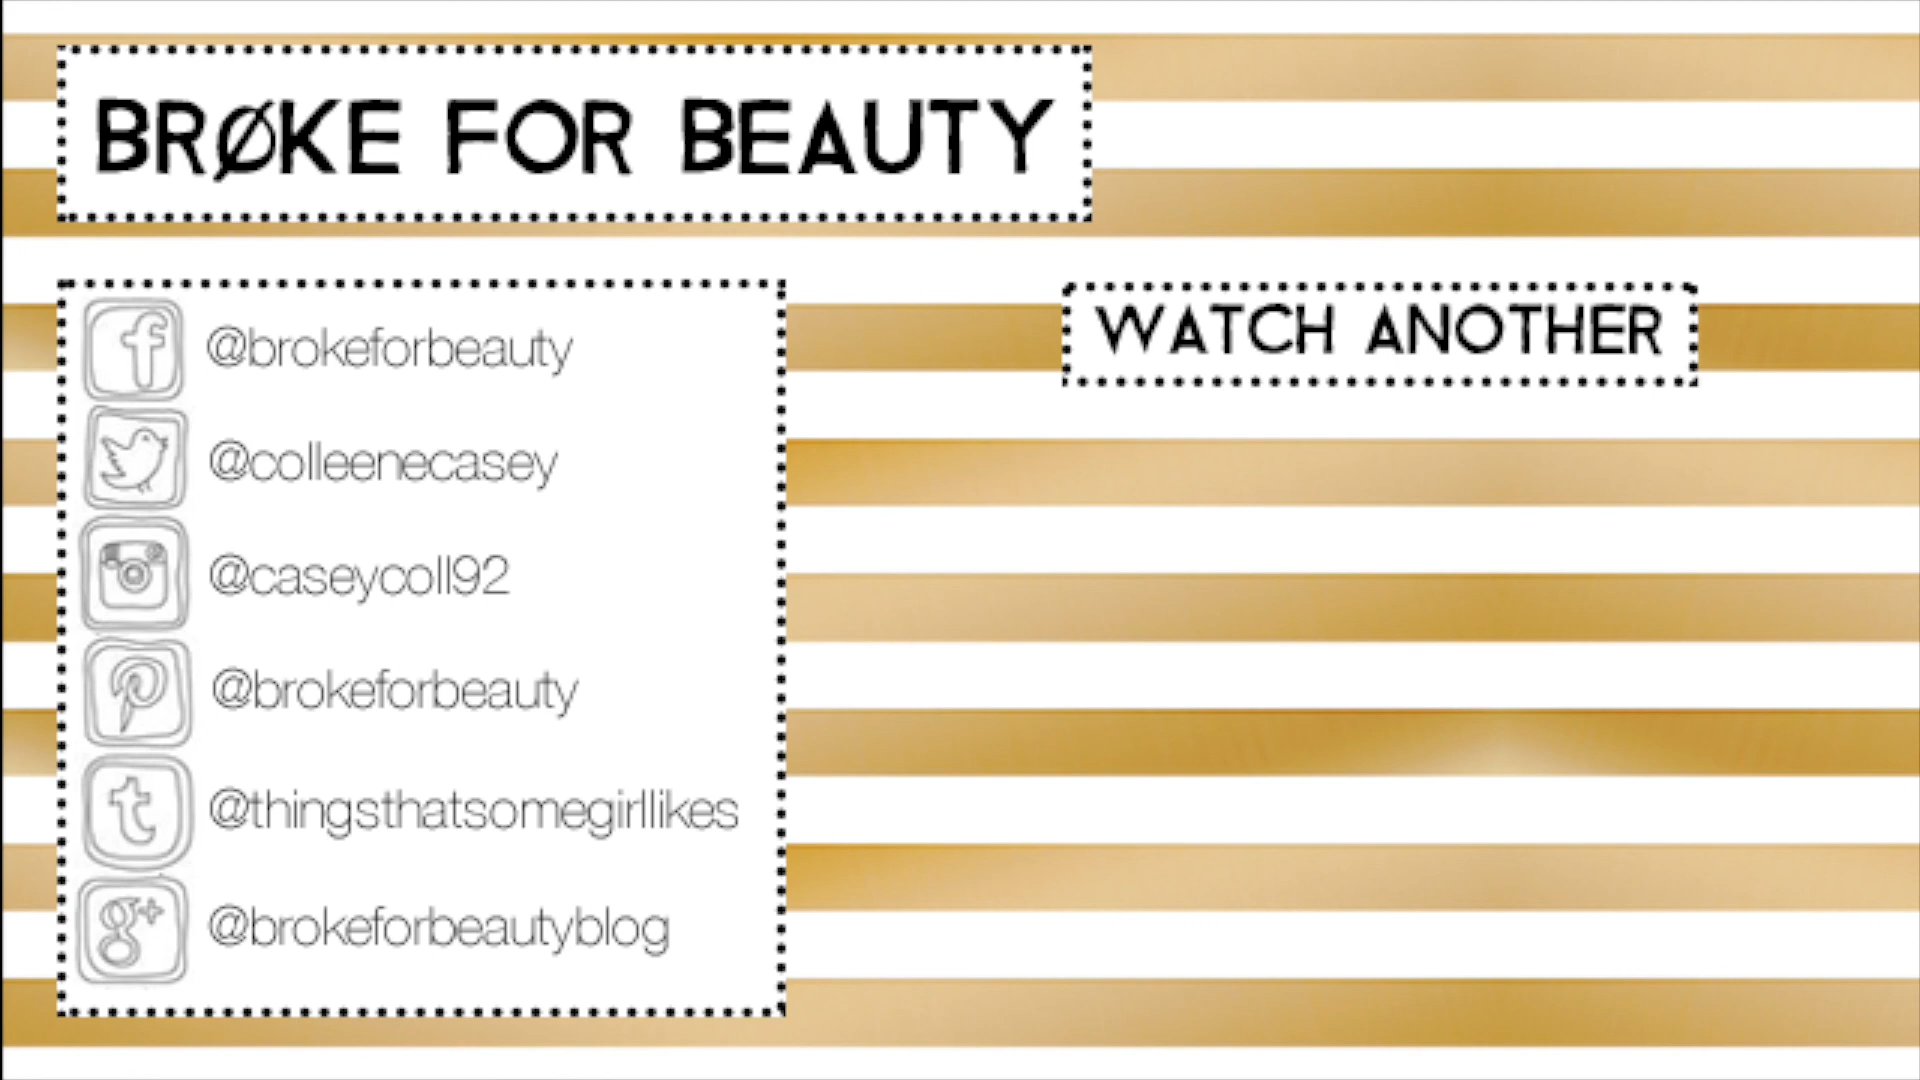 BRØKE FOR BEAUTY
@brokeforbeauty
@colleenecasey
@caseycoll92
@brokeforbeauty
@thingsthatsomegirllikes
@brokeforbeautyblog
WATCH ANOTHER